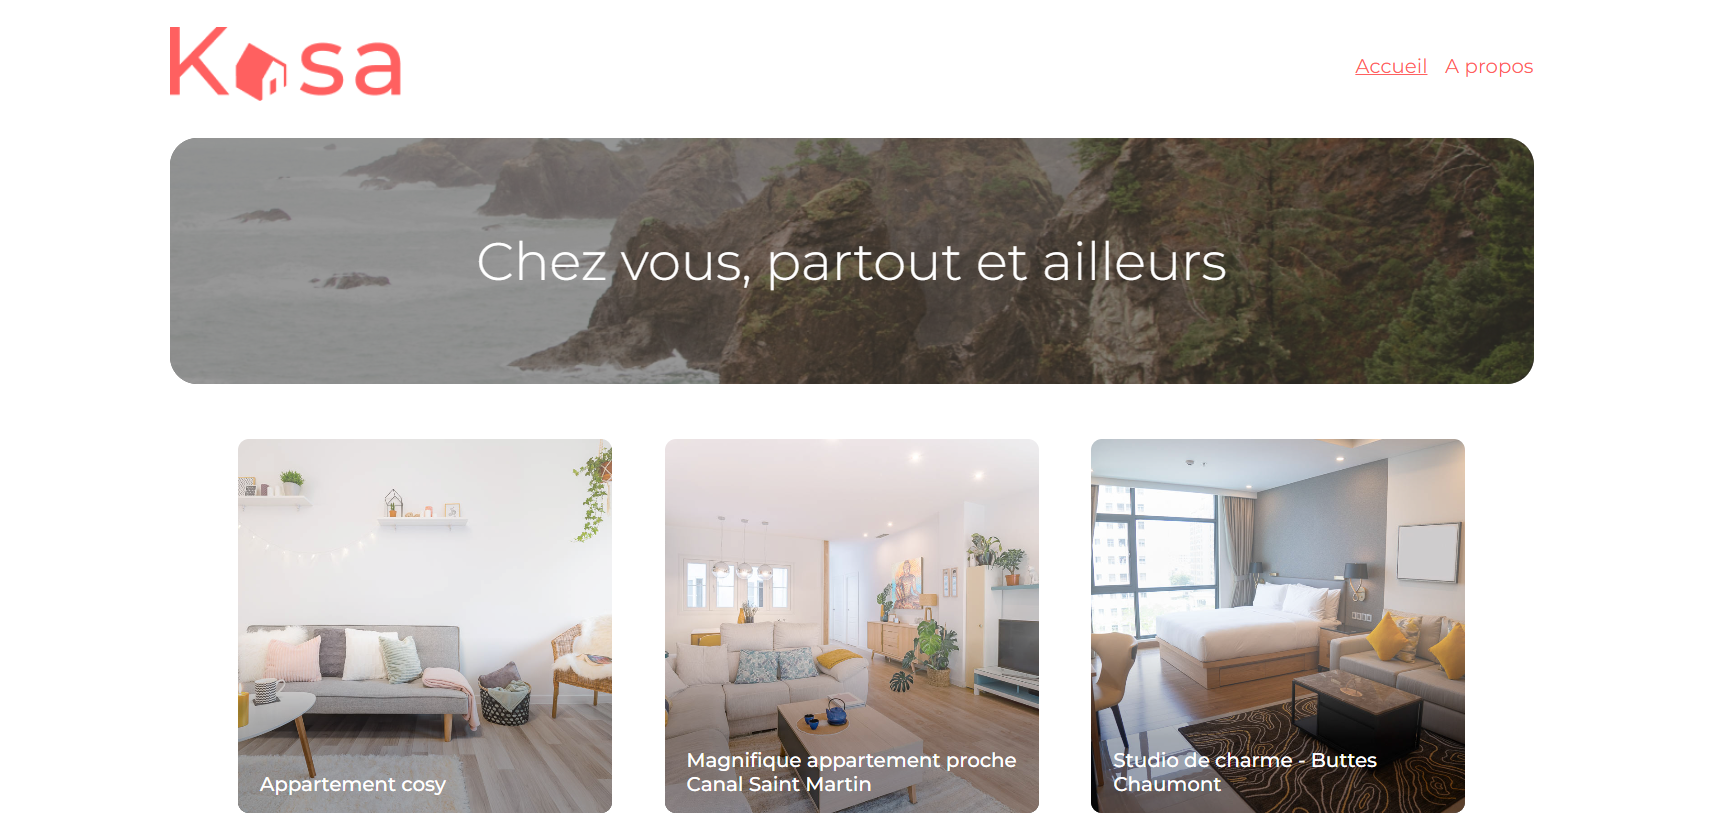 Kasa
Accueil A propos
Chez vous, partout et ailleurs
Appartement cosy
Magnifique appartement proche
Canal Saint Martin
Studio de charme - Buttes
Chaumont